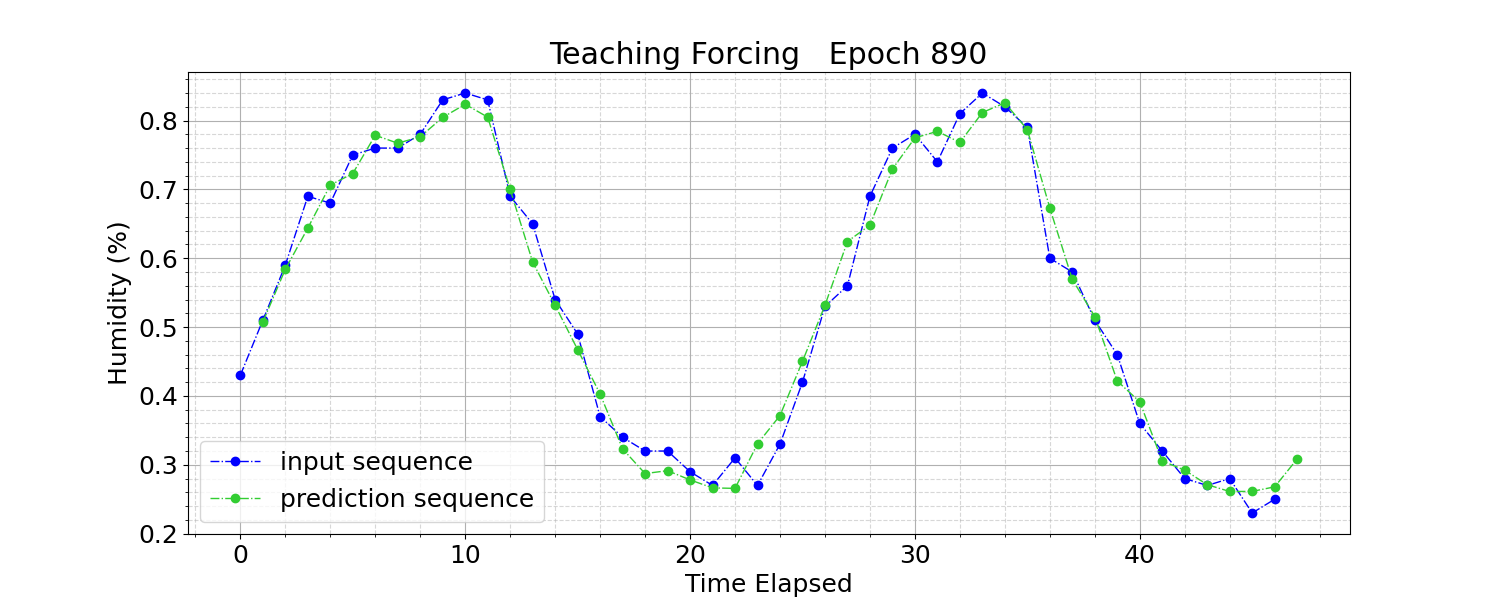 Teaching Forcing   Epoch 890
Humidity (%)
0.8
0.7
0.6
0.5
0.4
0.3
0.2
input sequence
prediction sequence
0 10 20 30 40
Time Elapsed